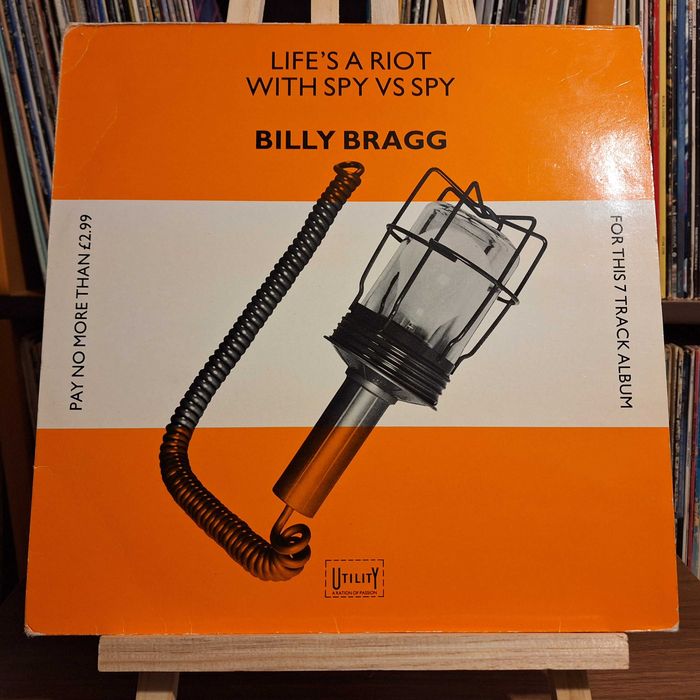 LIFE'S A RIOT
WITH SPY VS SPY
BILLY BRAGG
PAY NO MORE THAN £2.99
FOR THIS 7 TRACK ALBUM
UTILITY
A RATION OF PASSION